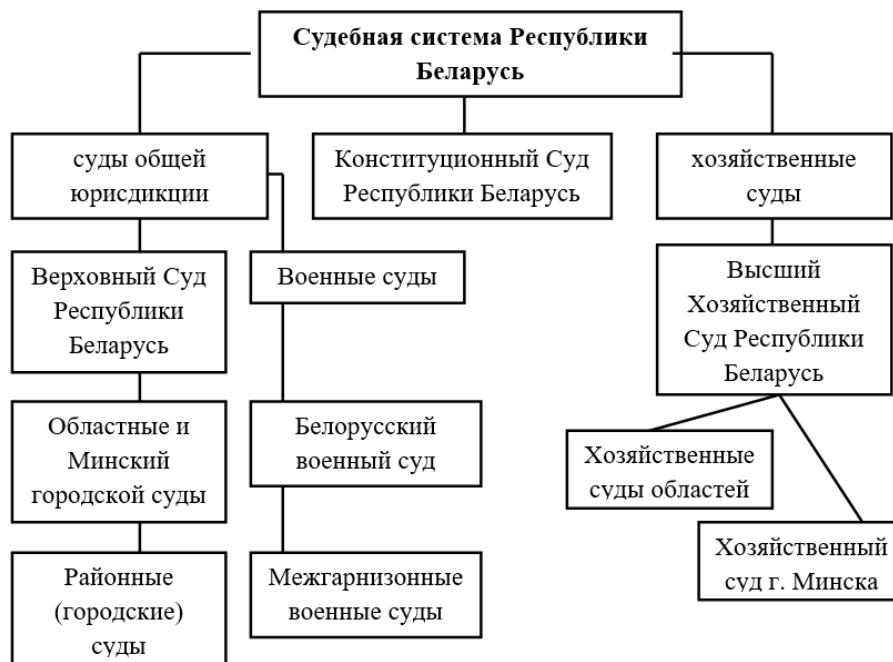 Судебная система Республики
Беларусь
суды общей
юрисдикции
Конституционный Суд
Республики Беларусь
хозяйственные
суды
Верховный Суд
Республики
Беларусь
Военные суды
Высший
Хозяйственный
Суд Республики
Беларусь
Областные и
Минский
городской суды
Белорусский
военный суд
Хозяйственные
суды областей
Районные
(городские)
суды
Межгарнизонные
военные суды
Хозяйственный
суд г. Минска